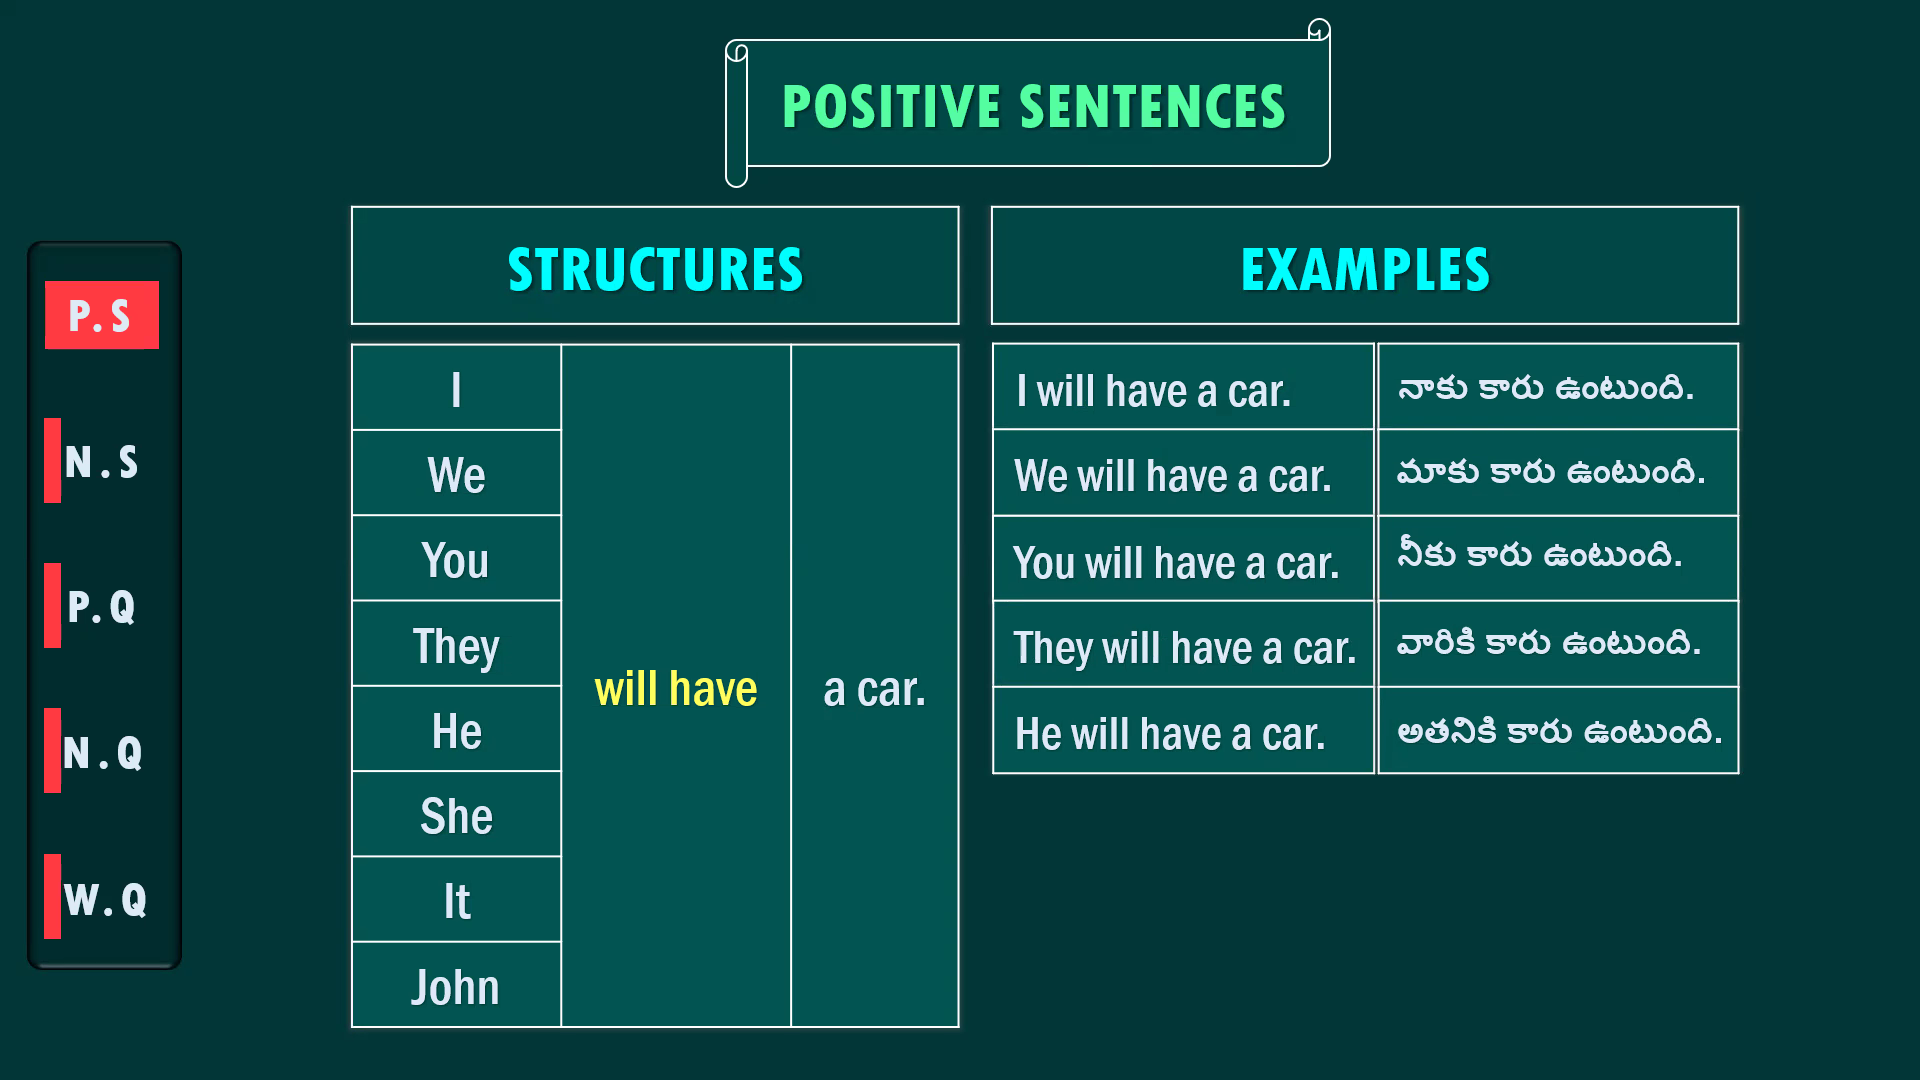 POSITIVE SENTENCES
STRUCTURES
EXAMPLES
P.S
N.S
P.Q
N.Q
W.Q
I
We
You
They
He
She
It
John
will have
a car.
I will have a car. నాకు కారు ఉంటుంది.
We will have a car. మాకు కారు ఉంటుంది.
You will have a car. నీకు కారు ఉంటుంది.
They will have a car. వారికి కారు ఉంటుంది.
He will have a car. అతనికి కారు ఉంటుంది.